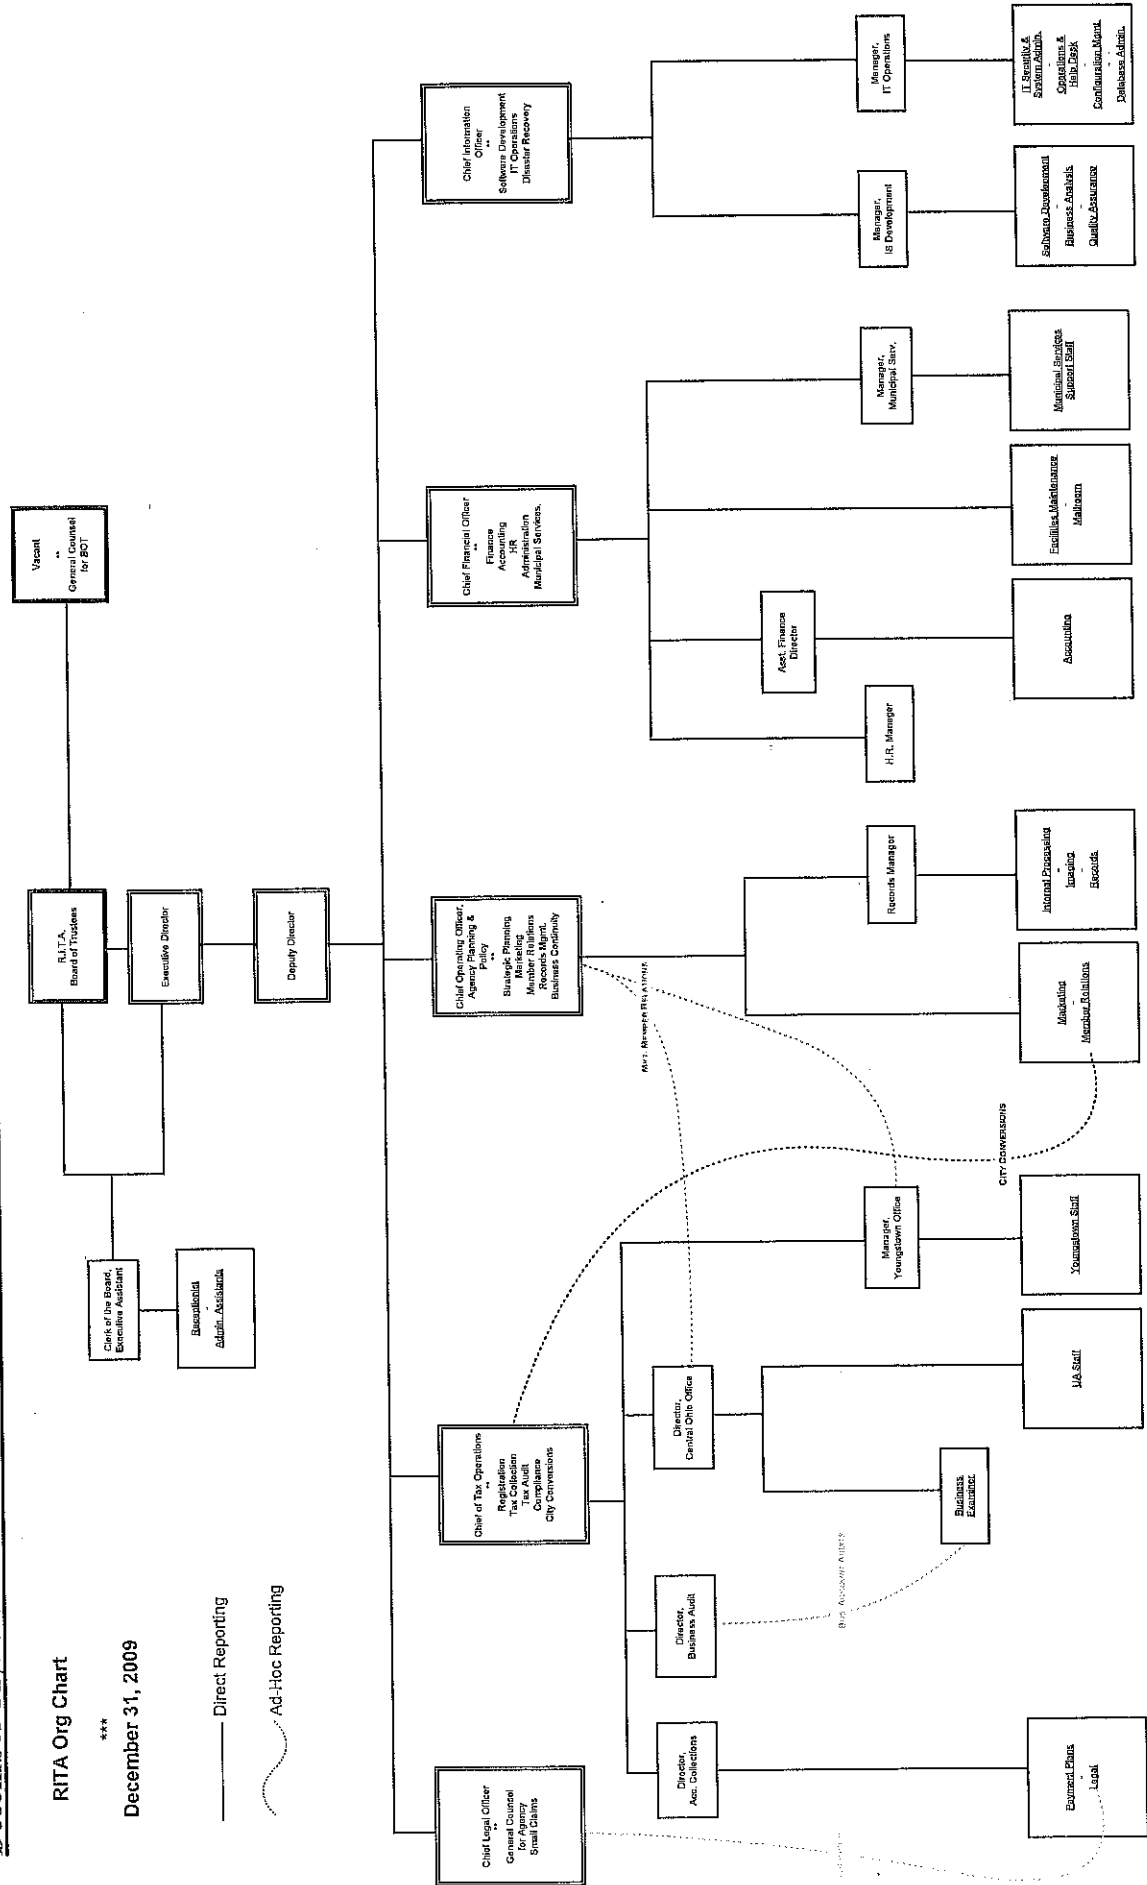 RITA Org Chart
***
December 31, 2009
Direct Reporting
Ad-Hoc Reporting
Vacant
**
General Counsel
for BOT
R.I.T.A.
Board of Trustees
Executive Director
Deputy Director
Clerk of the Board,
Executive Assistant
Receptionist
-
Admin. Assistants
Chief Legal Officer
**
General Counsel
for Agency
Small Claims
Chief of Tax Operations
**
Registration
Tax Collection
Tax Audit
Compliance
City Conversions
Chief Operating Officer,
Agency Planning &
Policy
**
Strategic Planning
Marketing
Member Relations
Records Mgmt.
Business Continuity
Chief Financial Officer
**
Finance
Accounting
HR
Administration
Municipal Services.
Chief Information
Officer
**
Software Development
IT Operations
Disaster Recovery
Director,
Acc. Collections
Director,
Business Audit
Director,
Central Ohio Office
Manager,
Youngstown Office
Records Manager
H.R. Manager
Asst. Finance
Director
Manager,
Municipal Serv.
Manager,
IS Development
Manager,
IT Operations
MEMBER RELATIONS
CITY CONVERSIONS
Business
Examiner
Payment Plans
-
Legal
UA Staff
Youngstown Staff
Marketing
-
Member Relations
Internal Processing
-
Imaging
-
Records
Accounting
Facilities Maintenance
-
Mailroom
Municipal Services
Support Staff
Software Development
-
Business Analysis
-
Quality Assurance
IT Security &
System Admin.
-
Operations &
Help Desk
-
Configuration Mgmt.
-
Database Admin.